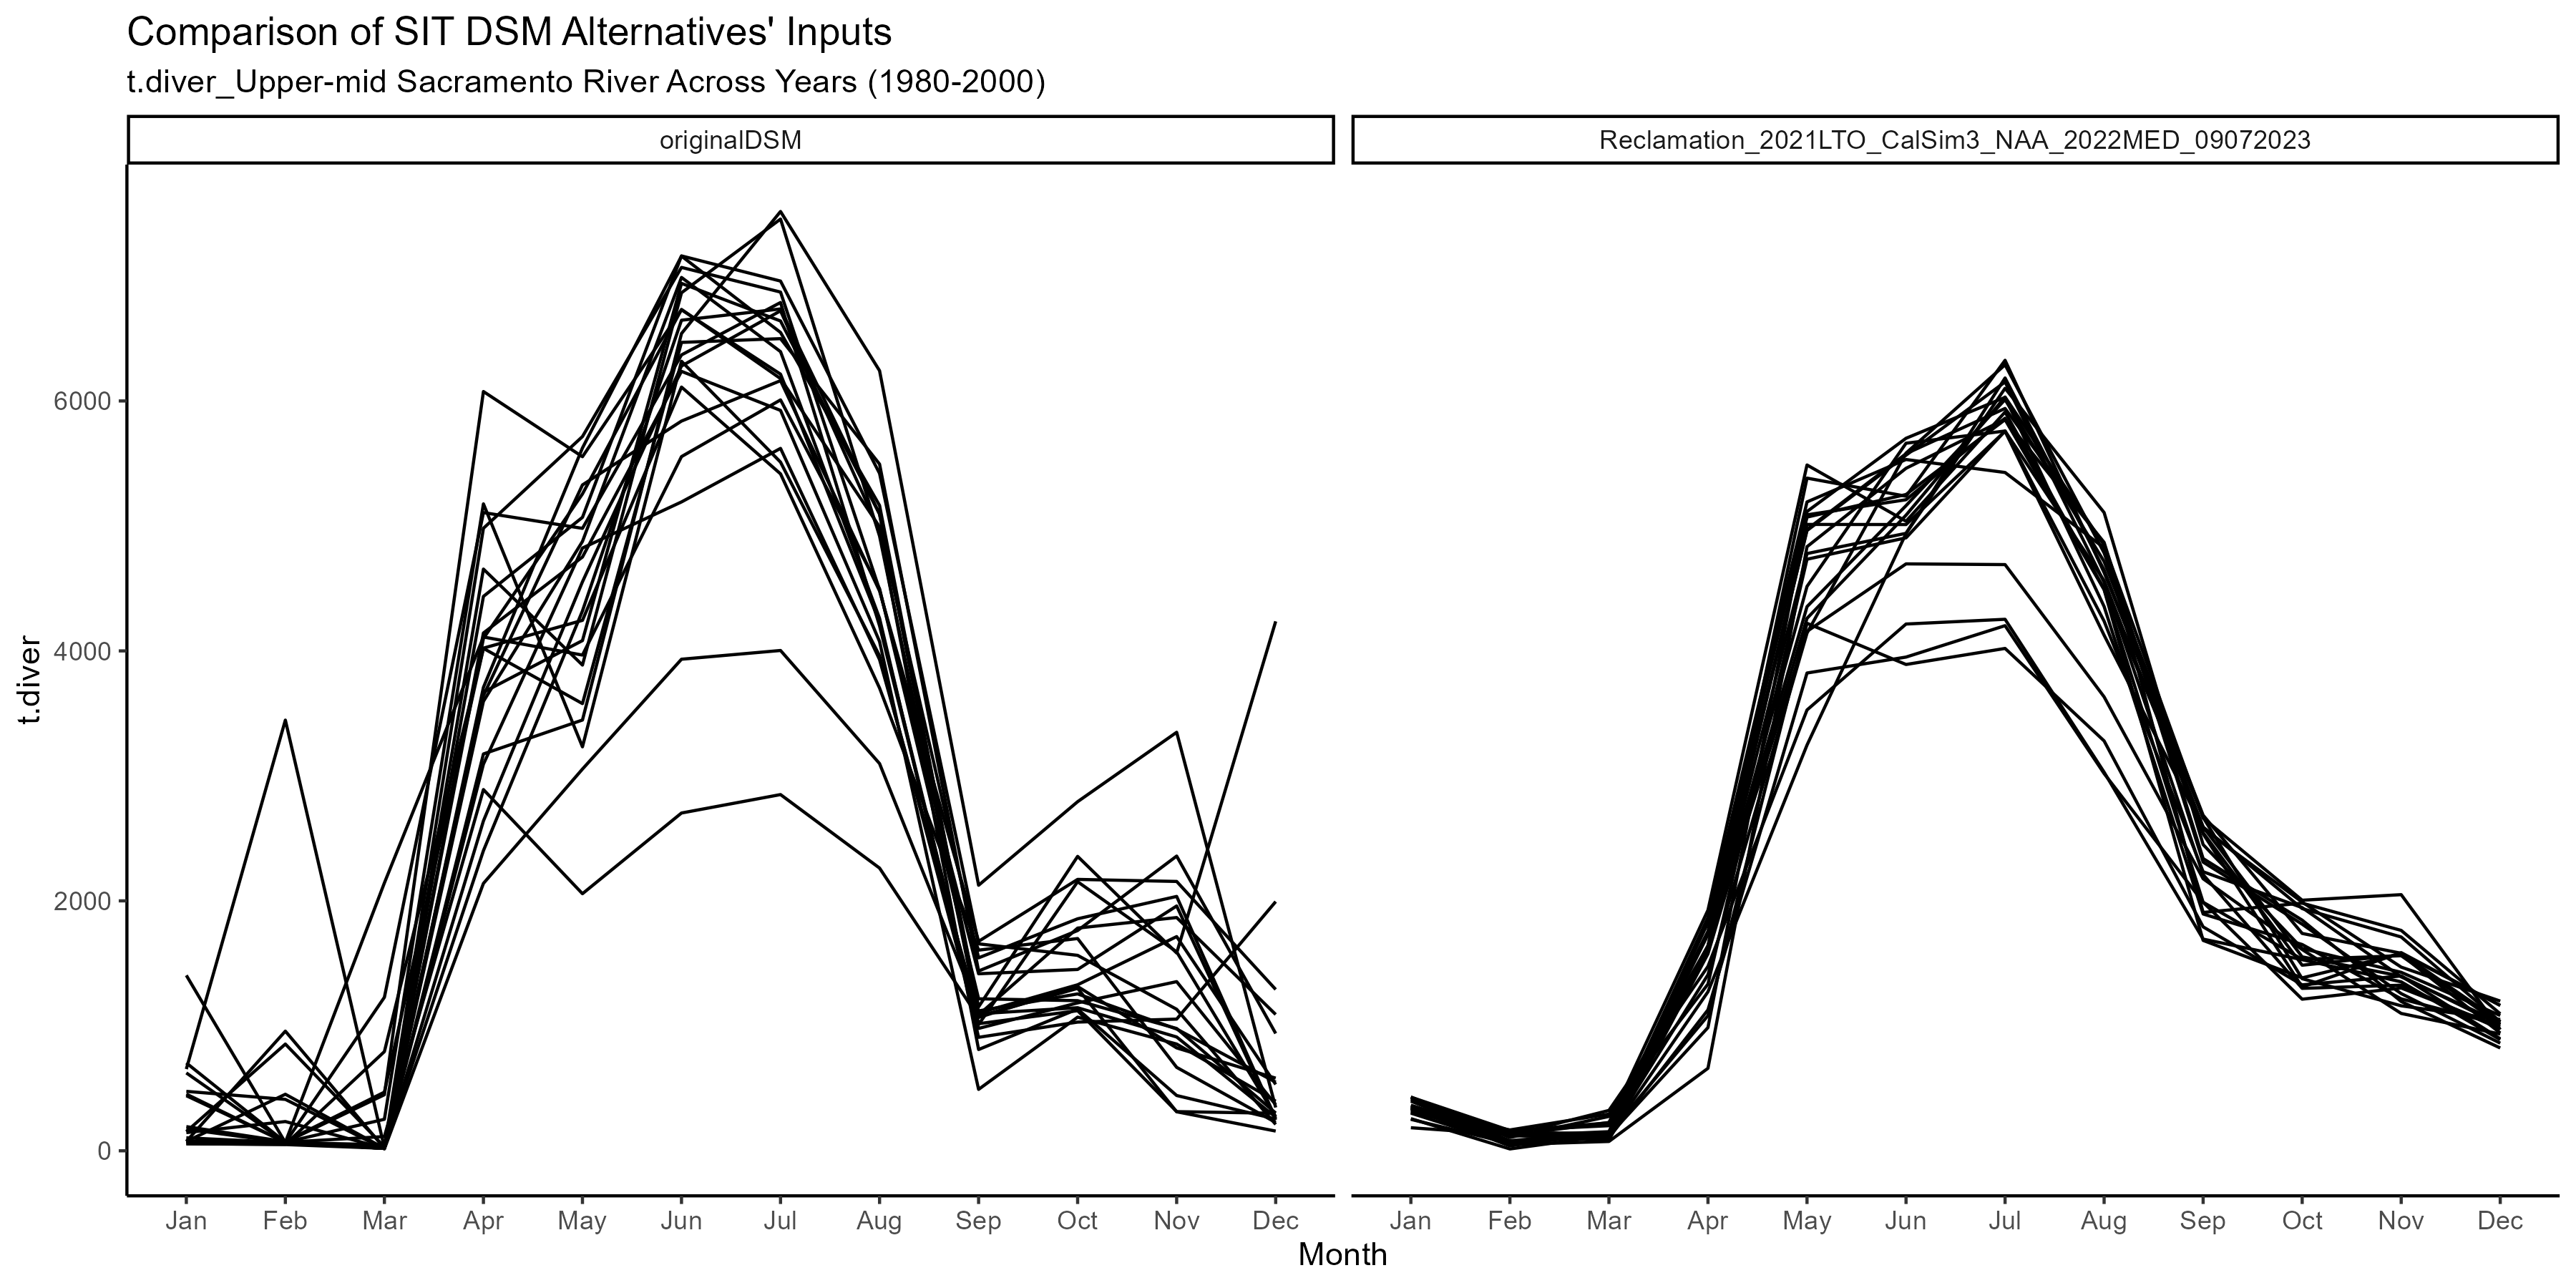 Comparison of SIT DSM Alternatives' Inputs
t.diver_Upper-mid Sacramento River Across Years (1980-2000)
originalDSM
Reclamation_2021LTO_CalSim3_NAA_2022MED_09072023
t.diver
6000
4000
2000
0
Jan Feb Mar Apr May Jun Jul Aug Sep Oct Nov Dec
Jan Feb Mar Apr May Jun Jul Aug Sep Oct Nov Dec
Month